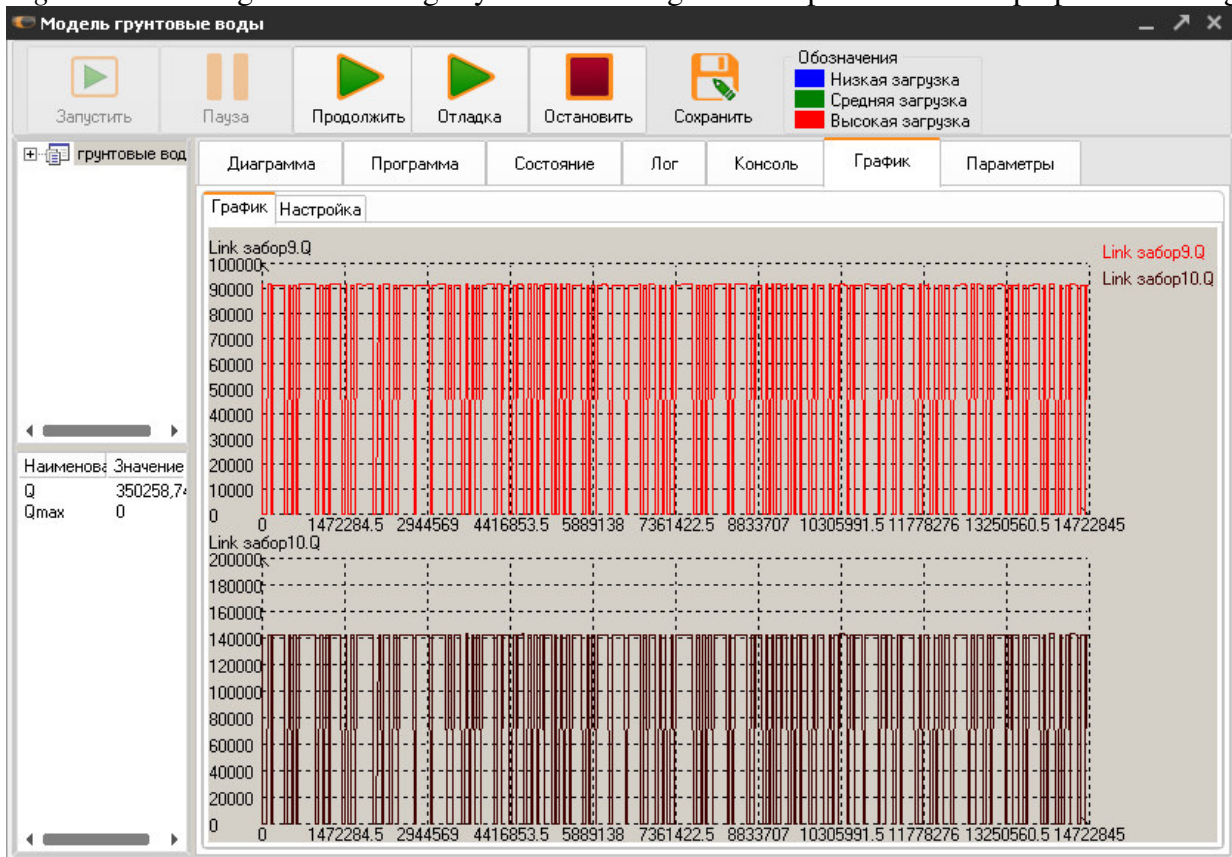 Модель грунтовые воды
Запустить Пауза Продолжить Отладка Остановить Сохранить
Обозначения
Низкая загрузка
Средняя загрузка
Высокая загрузка
грунтовые вод
Диаграмма Программа Состояние Лог Консоль График Параметры
График Настройка
Link забор9.Q
Link забор9.Q
Link забор10.Q
100000
90000
80000
70000
60000
50000
40000
30000
20000
10000
0
0 1472284.5 2944569 4416853.5 5889138 7361422.5 8833707 10305991.5 11778276 13250560.5 14722845
Link забор10.Q
200000
180000
160000
140000
120000
100000
80000
60000
40000
20000
0
0 1472284.5 2944569 4416853.5 5889138 7361422.5 8833707 10305991.5 11778276 13250560.5 14722845
Наименова Значение
Q 350258,74
Qmax 0